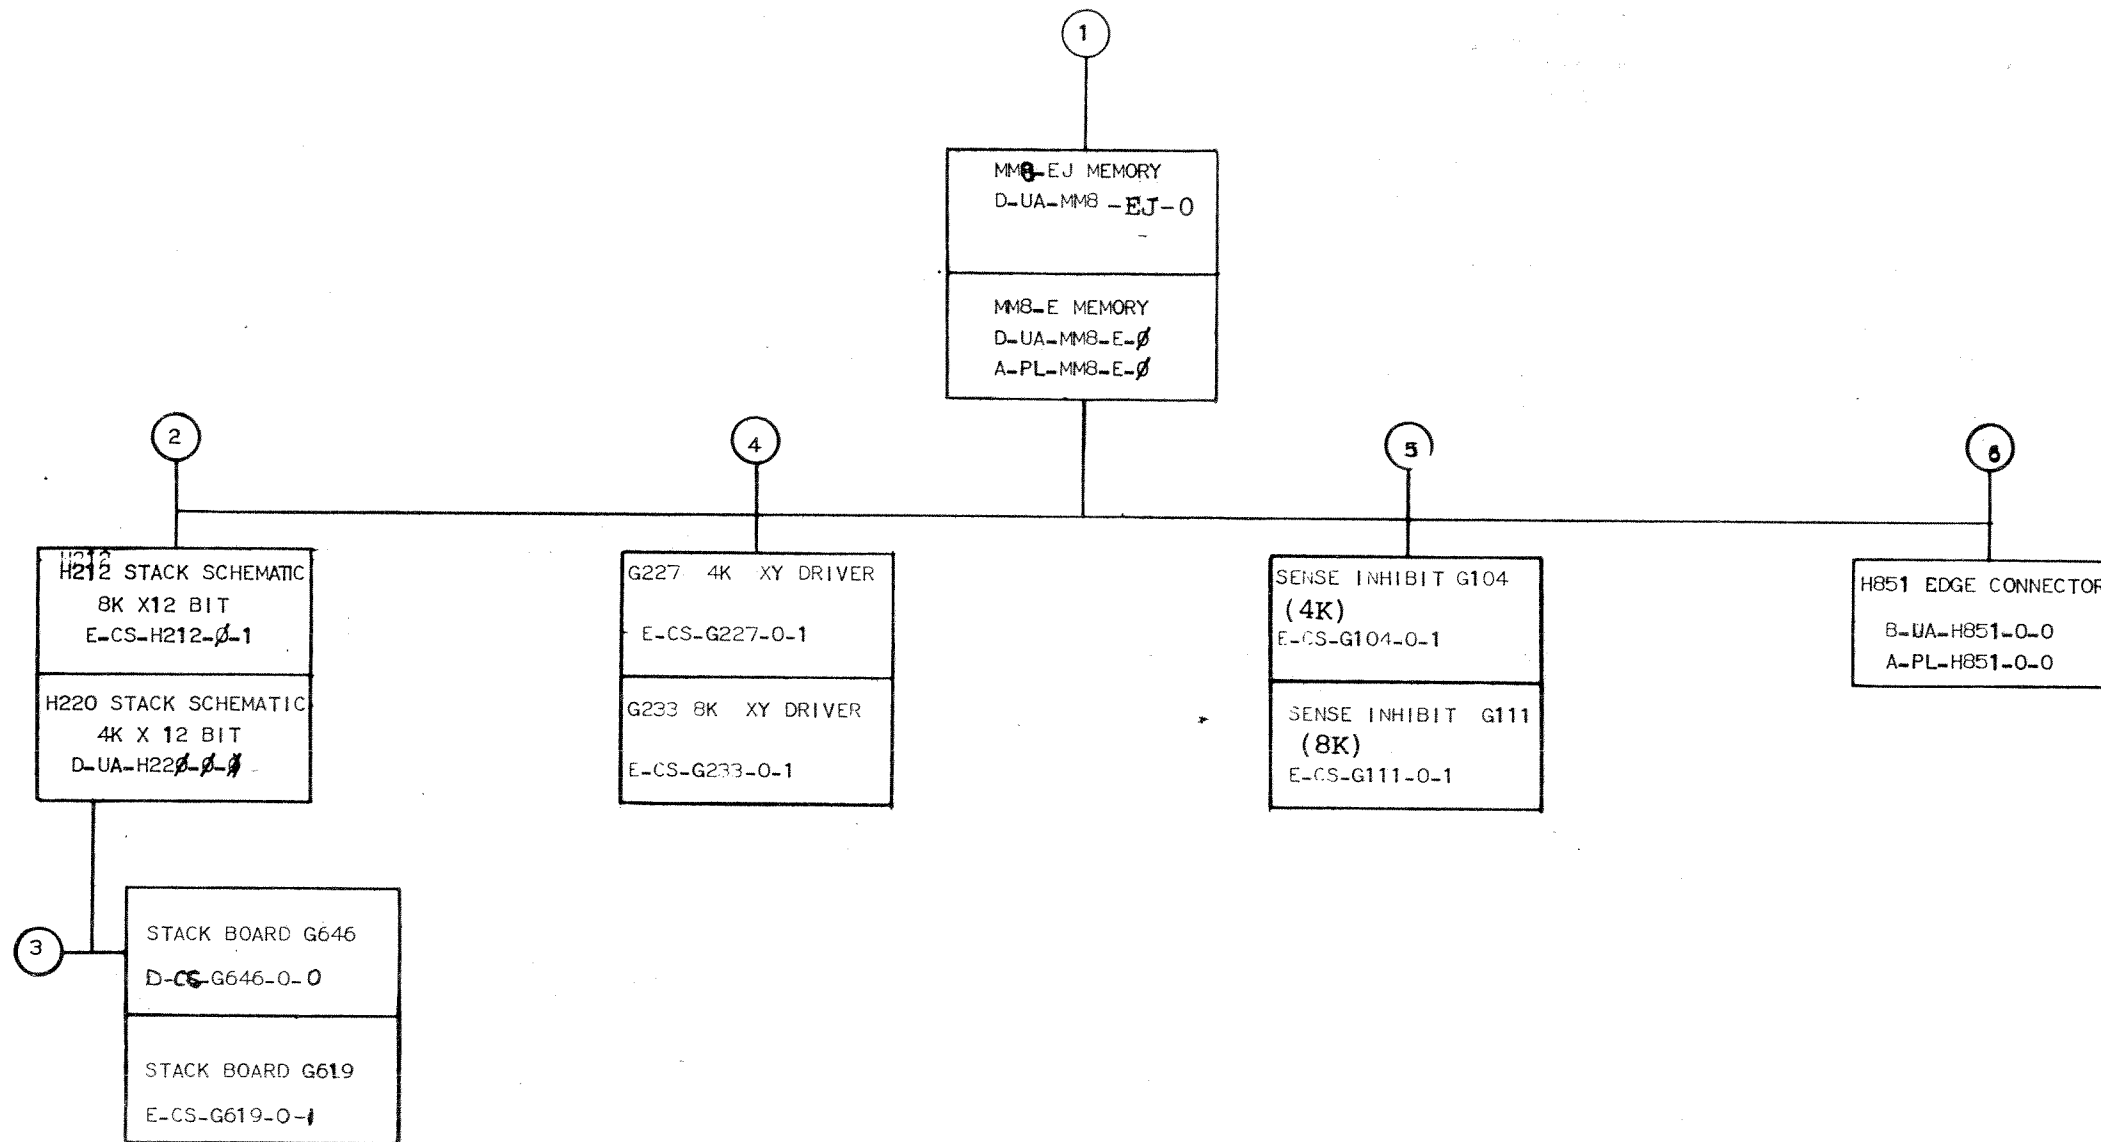 1
MM8-EJ MEMORY
D-UA-MM8-EJ-0
MM8-E MEMORY
D-UA-MM8-E-Ø
A-PL-MM8-E-Ø
2
4
5
6
H212
H212 STACK SCHEMATIC
8K X12 BIT
E-CS-H212-Ø-1
H220 STACK SCHEMATIC
4K X 12 BIT
D-UA-H22Ø-Ø-Ø
G227 4K XY DRIVER
E-CS-G227-0-1
G233 8K XY DRIVER
E-CS-G233-0-1
SENSE INHIBIT G104
(4K)
E-CS-G104-0-1
SENSE INHIBIT G111
(8K)
E-CS-G111-0-1
H851 EDGE CONNECTOR
B-UA-H851-0-0
A-PL-H851-0-0
3
STACK BOARD G646
D-CS-G646-0-0
STACK BOARD G619
E-CS-G619-0-1